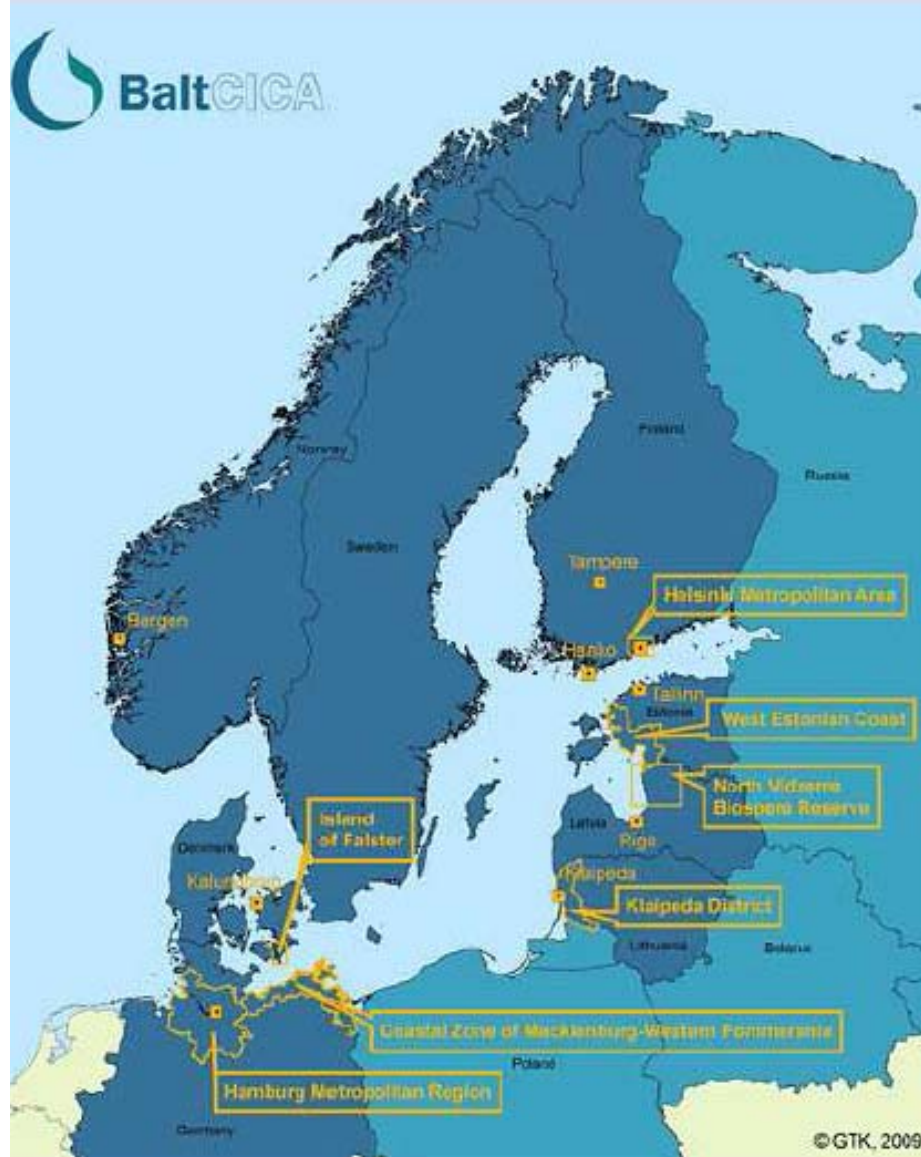 BaltCICA
Norway
Finland
Russia
Sweden
Tampere
Helsinki Metropolitan Area
Bergen
Hanko
Tallinn
Estonia
West Estonian Coast
North Vidzeme
Biospere Reserve
Island
of Falster
Latvia
Riga
Denmark
Klaipeda
Kalundborg
Klaipeda District
Lithuania
Belarus
Coastal Zone of Mecklenburg-Western Pommerania
Poland
Hamburg Metropolitan Region
Germany
©GTK, 2009